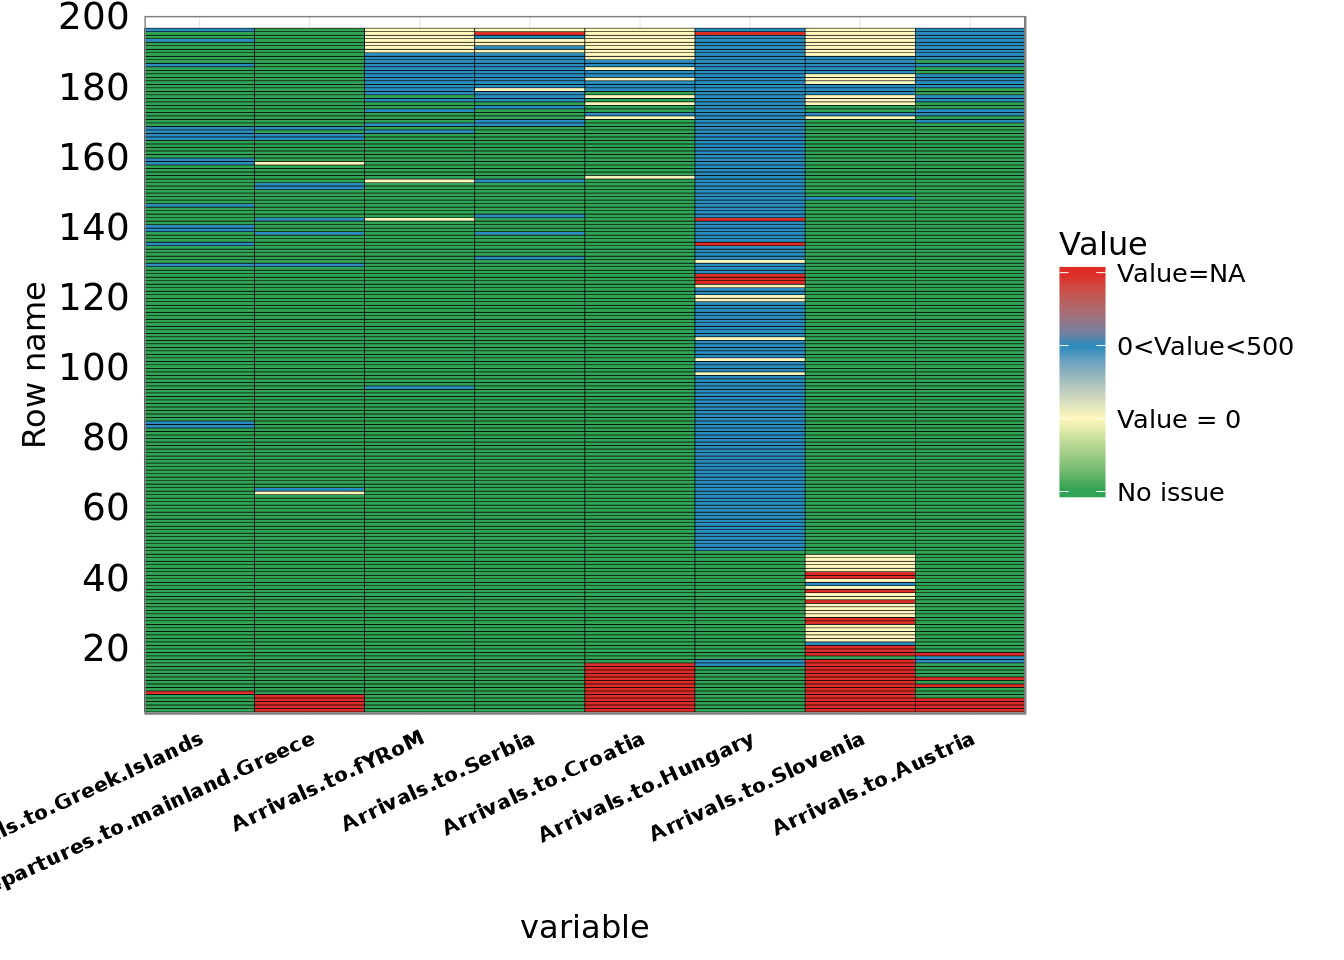 200
180
160
140
120
100
80
60
40
20
Row name
ls.to.Greek.Islands
partures.to.mainland.Greece
Arrivals.to.fYRoM
Arrivals.to.Serbia
Arrivals.to.Croatia
Arrivals.to.Hungary
Arrivals.to.Slovenia
Arrivals.to.Austria
variable
Value
Value=NA
0<Value<500
Value = 0
No issue